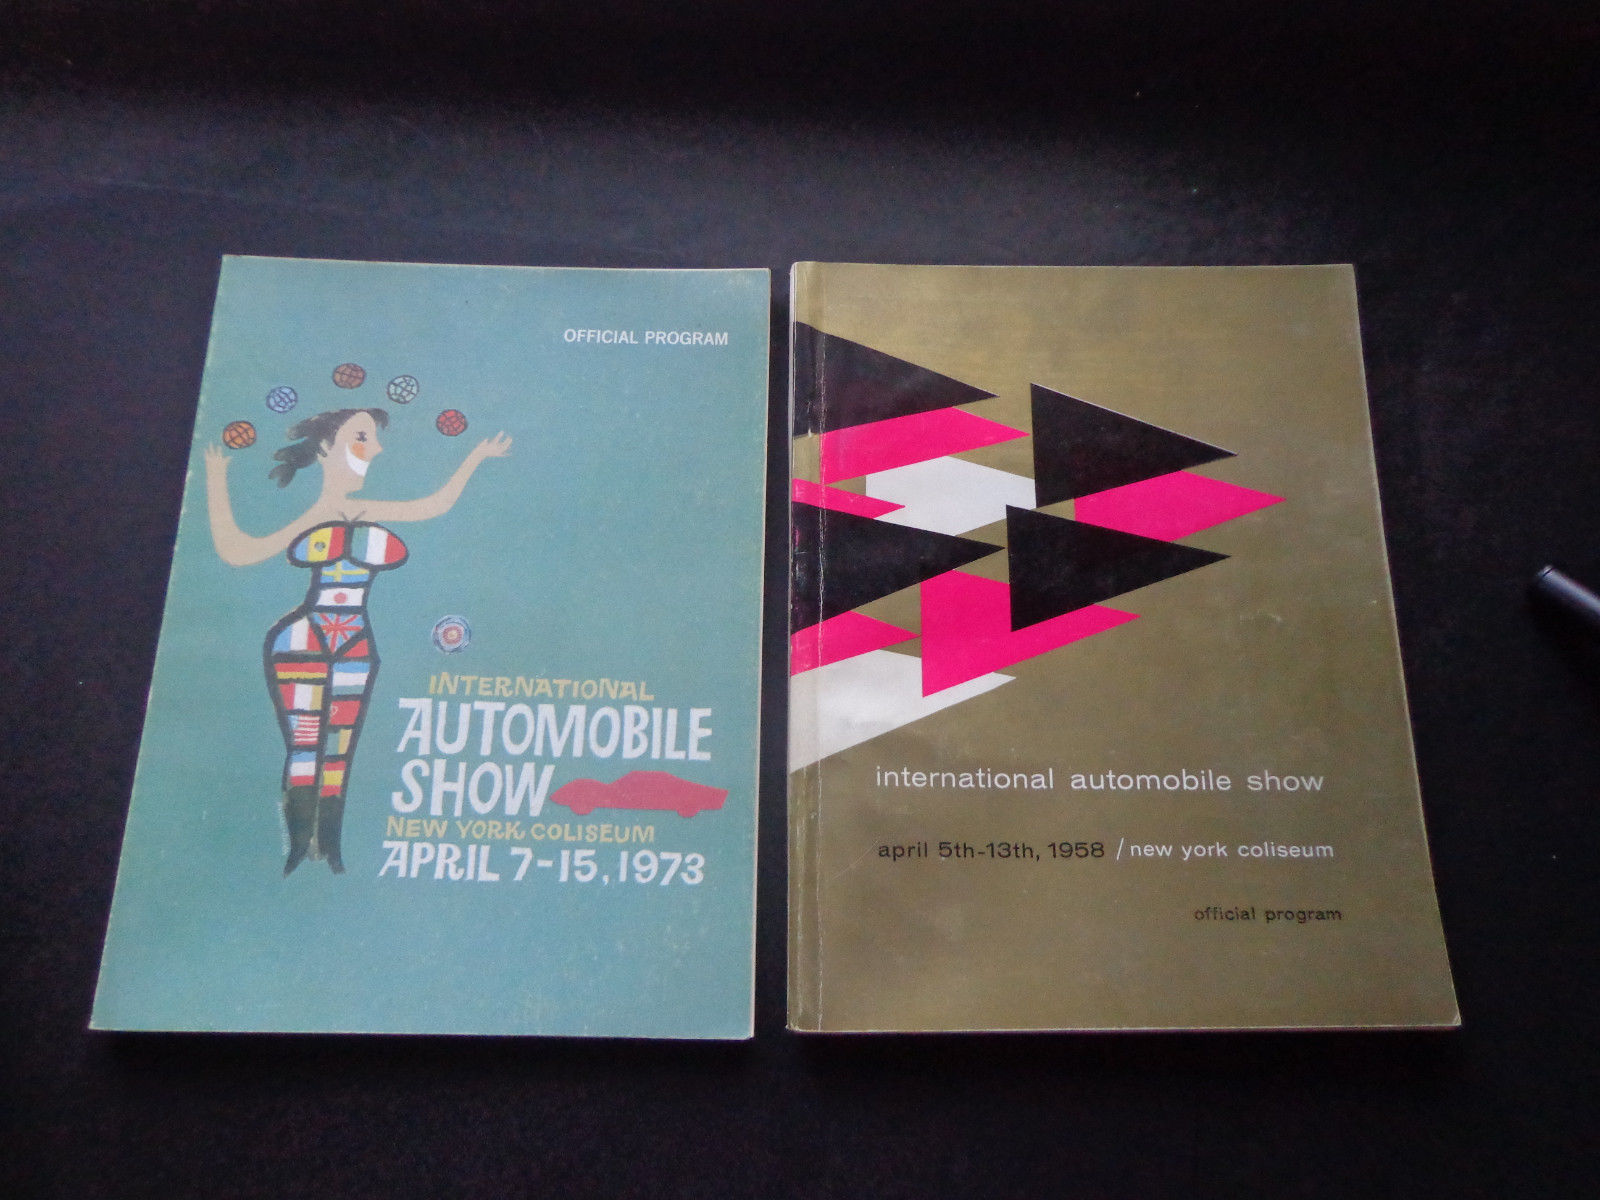 OFFICIAL PROGRAM
INTERNATIONAL
AUTOMOBILE
SHOW
NEW YORK COLISEUM
APRIL 7-15, 1973
international automobile show
april 5th-13th, 1958 / new york coliseum
official program